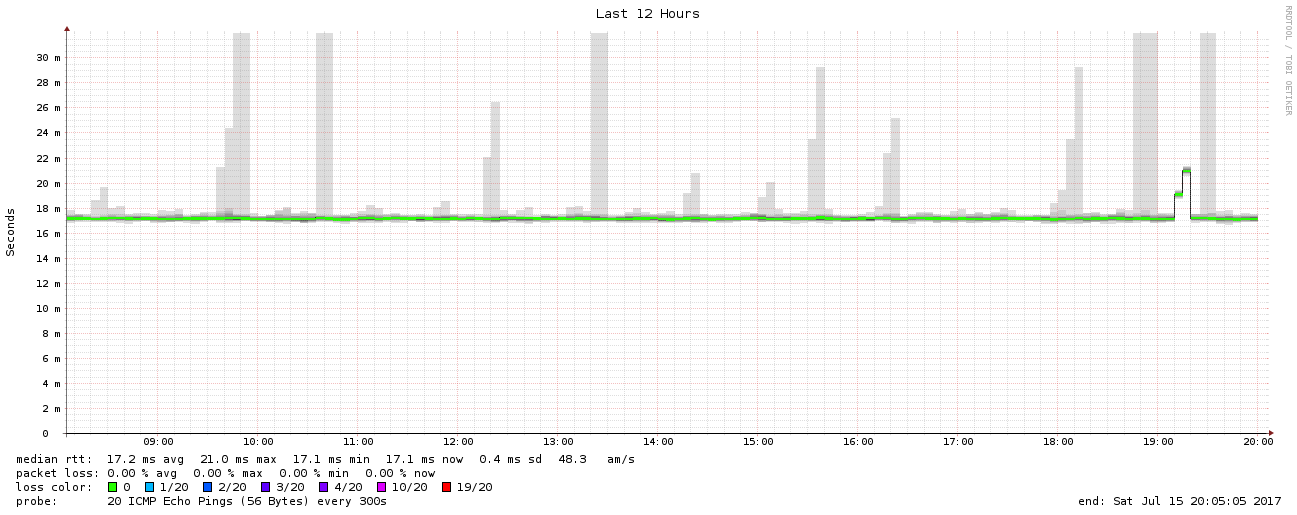 Last 12 Hours
RRDTOOL / TOBI OETIKER
Seconds
30 m
28 m
26 m
24 m
22 m
20 m
18 m
16 m
14 m
12 m
10 m
8 m
6 m
4 m
2 m
0
09:00 10:00 11:00 12:00 13:00 14:00 15:00 16:00 17:00 18:00 19:00 20:00
median rtt: 17.2 ms avg 21.0 ms max 17.1 ms min 17.1 ms now 0.4 ms sd 48.3 am/s
packet loss: 0.00 % avg 0.00 % max 0.00 % min 0.00 % now
loss color: 0 1/20 2/20 3/20 4/20 10/20 19/20
probe: 20 ICMP Echo Pings (56 Bytes) every 300s end: Sat Jul 15 20:05:05 2017